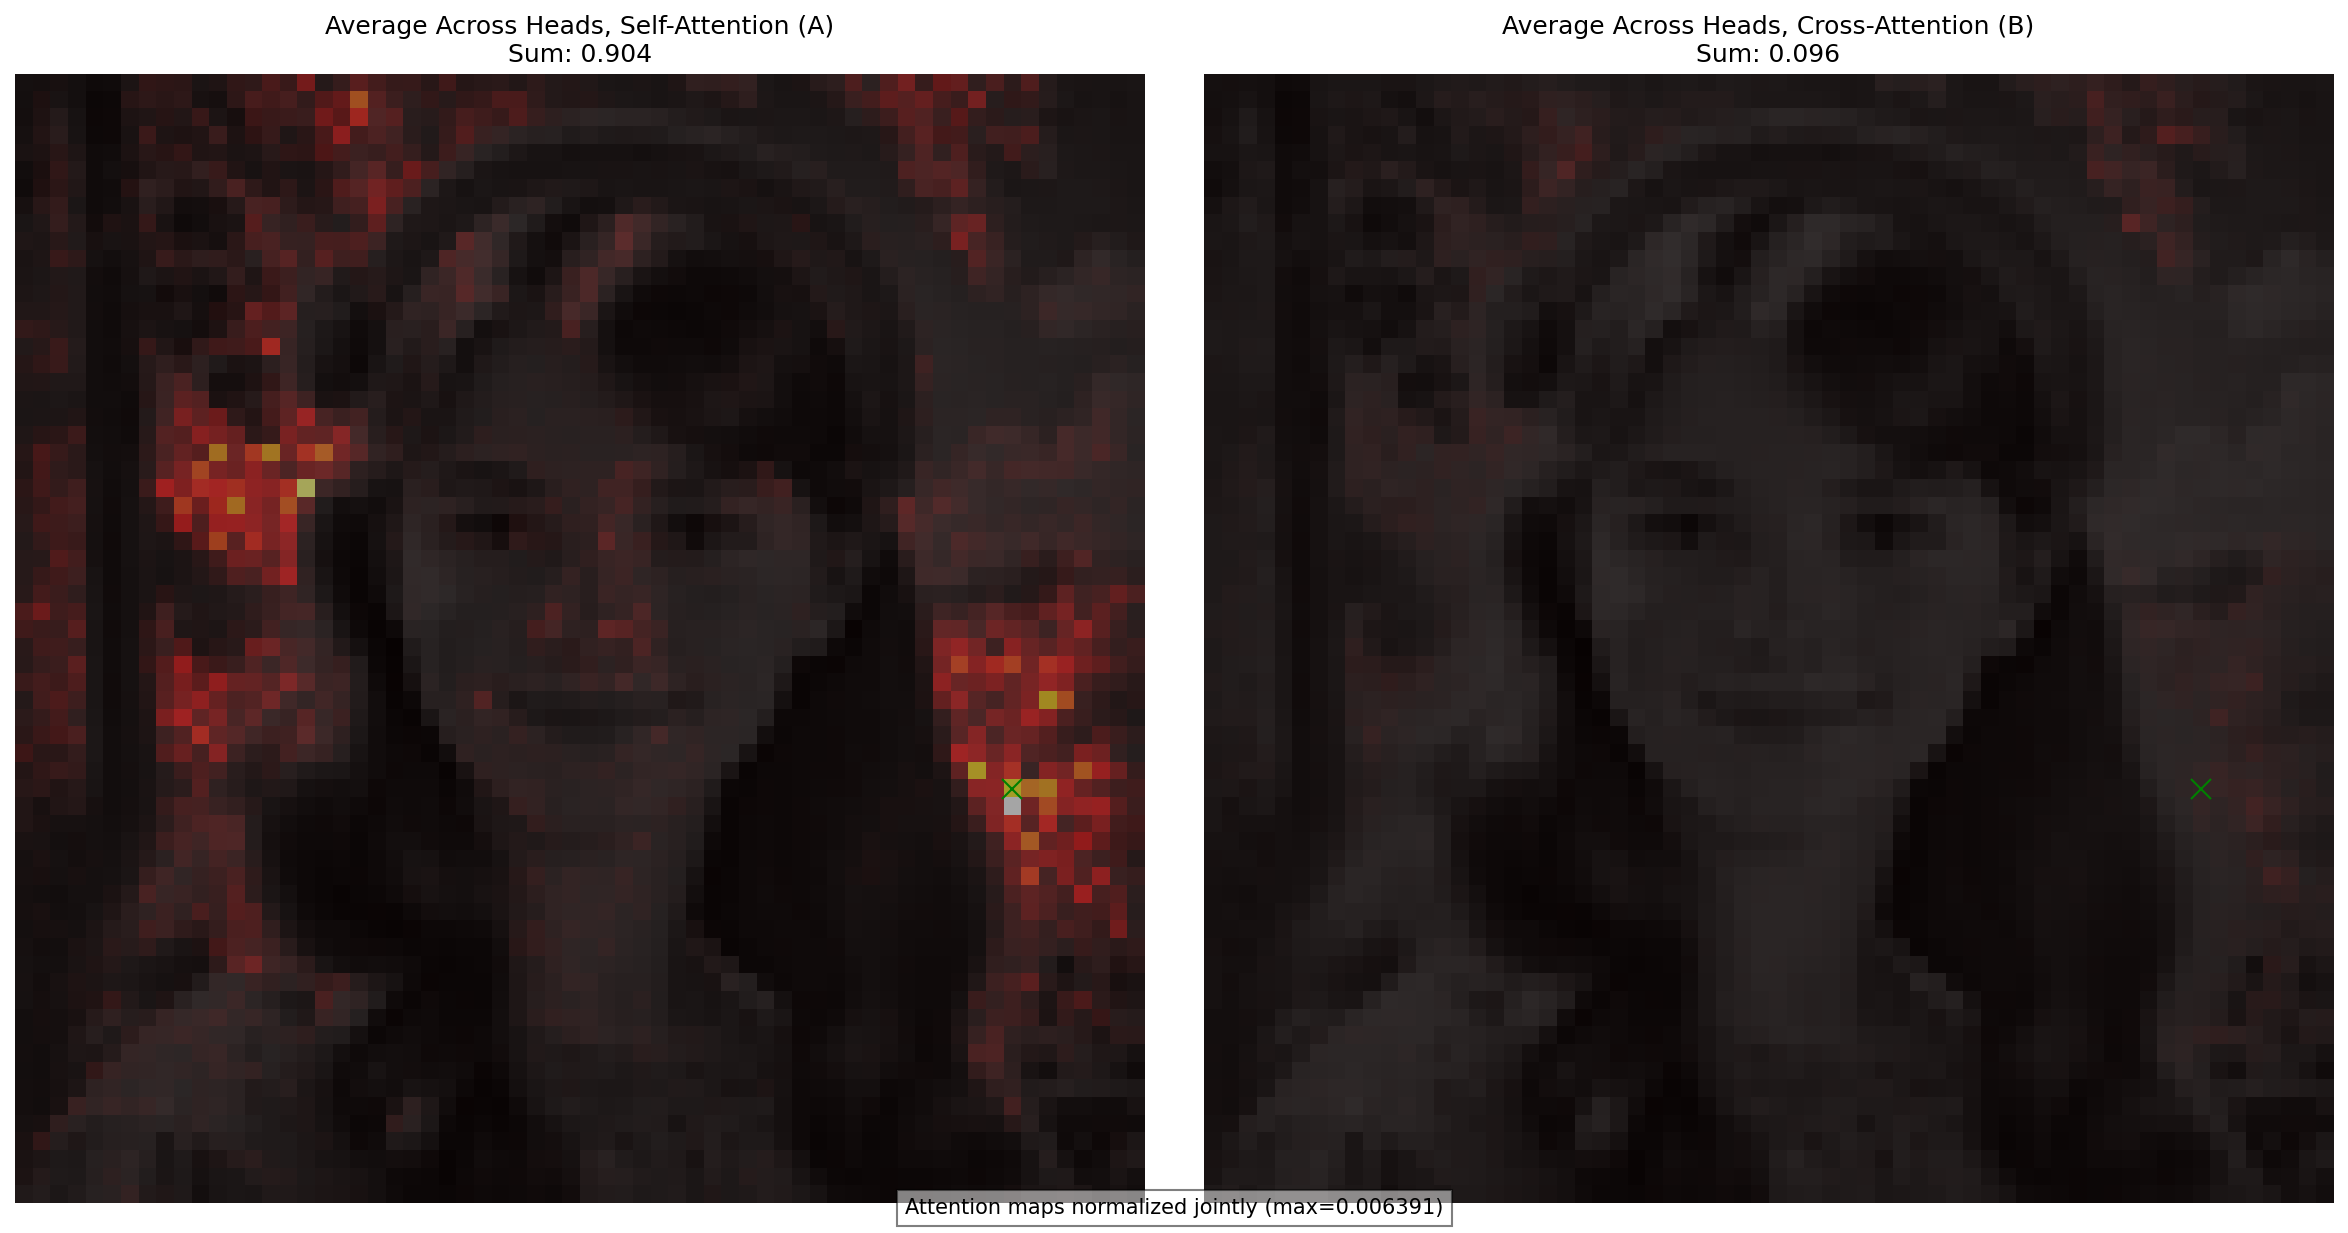 Average Across Heads, Self-Attention (A)
Sum: 0.904
Average Across Heads, Cross-Attention (B)
Sum: 0.096
Attention maps normalized jointly (max=0.006391)